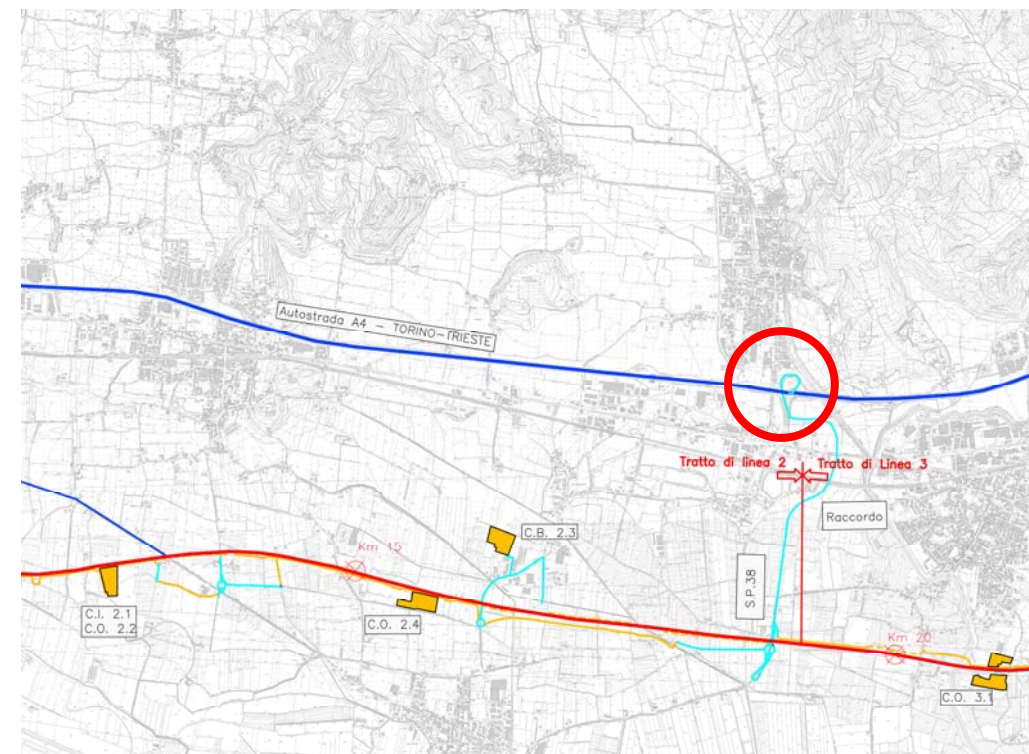 Autostrada A4 - TORINO-TRIESTE
Tratto di linea 2
Tratto di Linea 3
Raccordo
C.B. 2.3
Km 15
S.P.38
C.I. 2.1
C.O. 2.2
C.O. 2.4
Km 20
C.O. 3.1